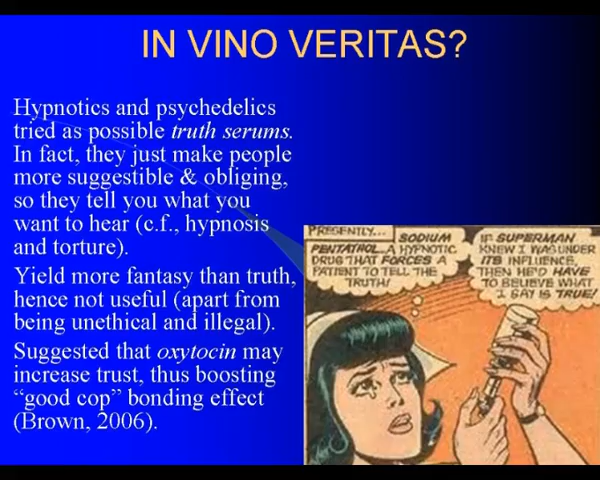 IN VINO VERITAS?
Hypnotics and psychedelics
tried as possible truth serums.
In fact, they just make people
more suggestible & obliging,
so they tell you what you
want to hear (c.f., hypnosis
and torture).
Yield more fantasy than truth,
hence not useful (apart from
being unethical and illegal).
Suggested that oxytocin may
increase trust, thus boosting
“good cop” bonding effect
(Brown, 2006).
PRESENTLY...
SODIUM
PENTATHOL...A HYPNOTIC
DRUG THAT FORCES A
PATIENT TO TELL THE
TRUTH!
IF SUPERMAN
KNEW I WAS UNDER
ITS INFLUENCE,
THEN HE'D HAVE
TO BELIEVE WHAT
I SAY IS TRUE!